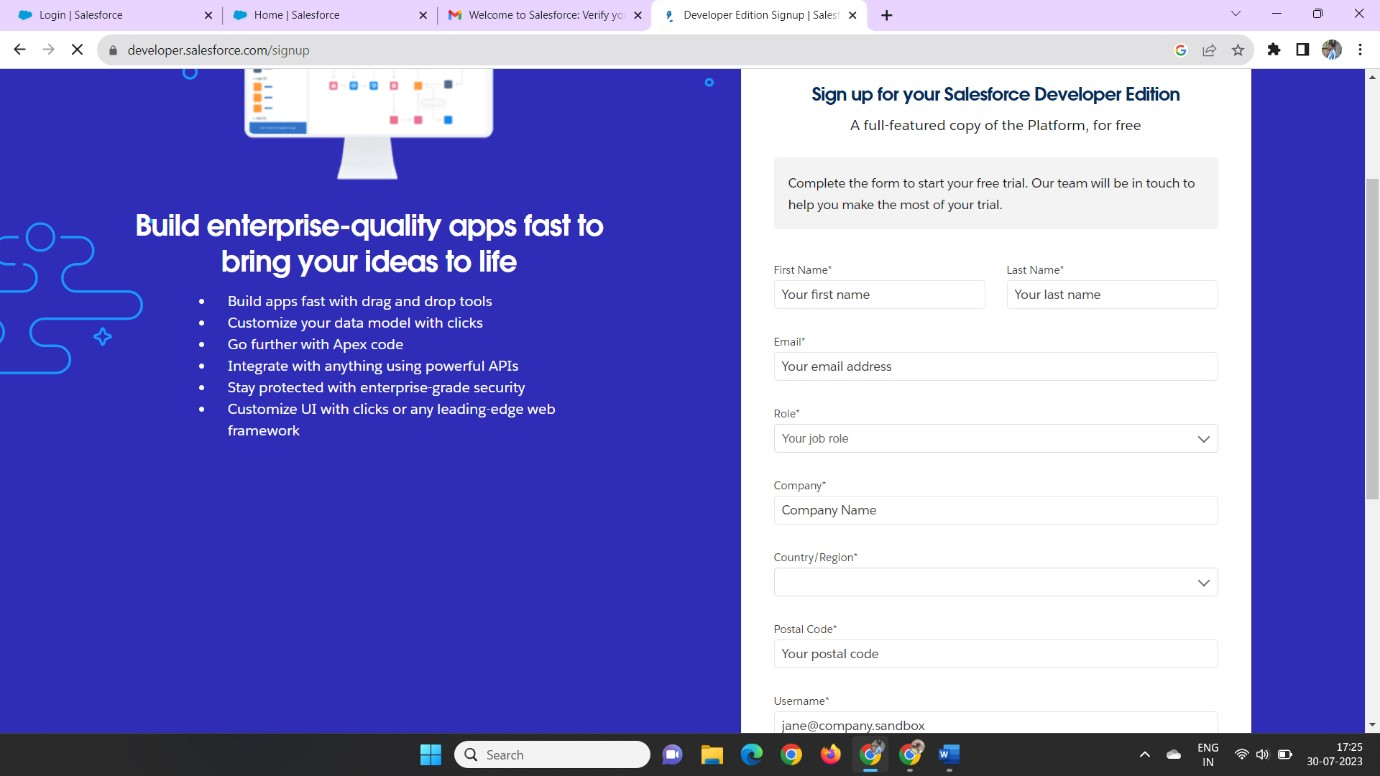 Login | Salesforce
Home | Salesforce
Welcome to Salesforce: Verify yo
Developer Edition Signup | Sales
developer.salesforce.com/signup
Build enterprise-quality apps fast to
bring your ideas to life
• Build apps fast with drag and drop tools
• Customize your data model with clicks
• Go further with Apex code
• Integrate with anything using powerful APIs
• Stay protected with enterprise-grade security
• Customize UI with clicks or any leading-edge web
framework
Sign up for your Salesforce Developer Edition
A full-featured copy of the Platform, for free
Complete the form to start your free trial. Our team will be in touch to
help you make the most of your trial.
First Name* Last Name*
Your first name Your last name
Email*
Your email address
Role*
Your job role
Company*
Company Name
Country/Region*
Postal Code*
Your postal code
Username*
jane@company.sandbox
Search
ENG
IN
17:25
30-07-2023